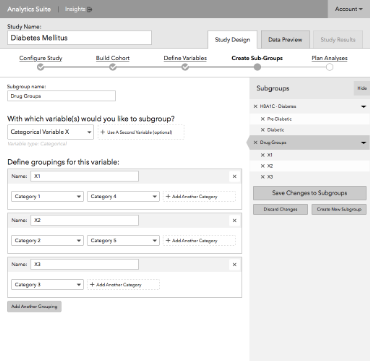 Analytics Suite | Insights
Account
Study Name:
Diabetes Mellitus
Study Design
Data Preview
Study Results
Configure Study
Build Cohort
Define Variables
Create Sub-Groups
Plan Analyses
Subgroup name:
Drug Groups
With which variable(s) would you like to subgroup?
Categorical Variable X
+ Use A Second Variable (optional)
Variable type: Categorical
Define groupings for this variable:
Name: X1
Category 1
Category 4
+ Add Another Category
Name: X2
Category 2
Category 5
+ Add Another Category
Name: X3
Category 3
+ Add Another Category
Add Another Grouping
Subgroups
Hide
HBA1C - Diabetes
Pre Diabetic
Diabetic
Drug Groups
X1
X2
X3
Save Changes to Subgroups
Discard Changes
Create New Subgroup